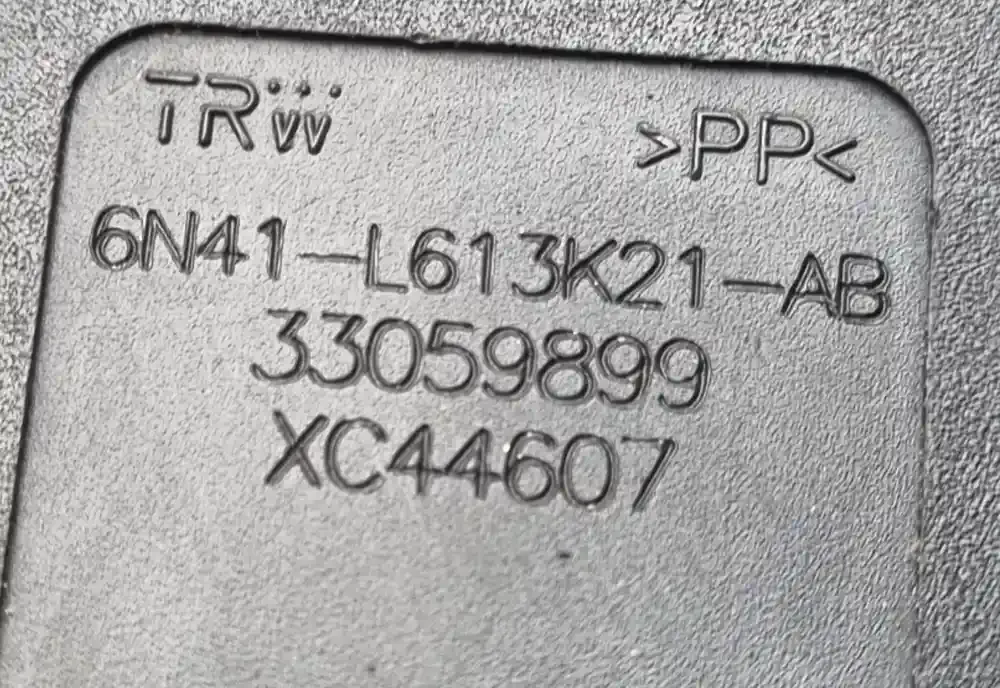 TRW >PP<
6N41-L613K21-AB
33059899
XC44607